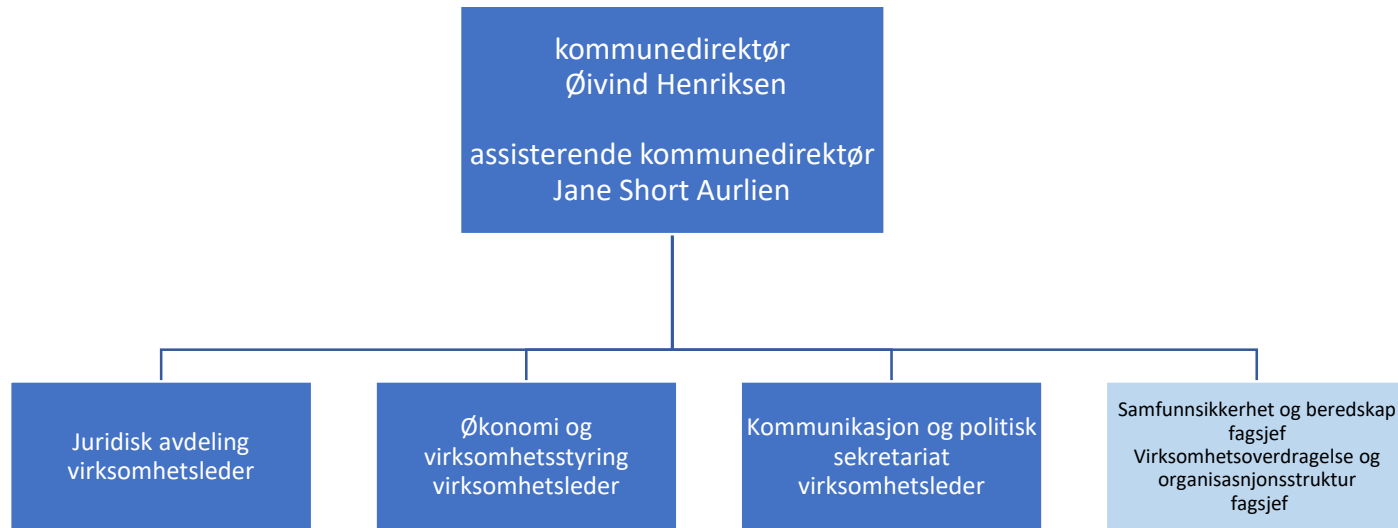 kommunedirektør
Øivind Henriksen
assisterende kommunedirektør
Jane Short Aurlien
Juridisk avdeling
virksomhetsleder
Økonomi og
virksomhetsstyring
virksomhetsleder
Kommunikasjon og politisk
sekretariat
virksomhetsleder
Samfunnsikkerhet og beredskap
fagsjef
Virksomhetsoverdragelse og
organisasnjonsstruktur
fagsjef